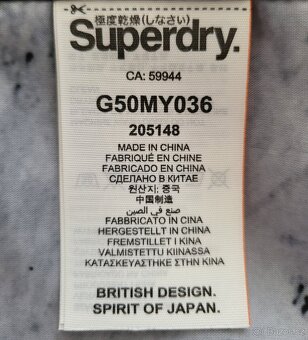 極度乾燥(しなさい)
Superdry.
CA: 59944
G50MY036
205148
MADE IN CHINA
FABRIQUÉ EN CHINE
FABRICADO EN CHINA
СДЕЛАНО В КИТАЕ
원산지: 중국
中国制造
صنع في الصين
FABBRICATO IN CINA
HERGESTELLT IN CHINA
FREMSTILLET I KINA
VALMISTETTU KIINASSA
ΚΑΤΑΣΚΕΥΑΣΤΗΚΕ ΣΤΗΝ ΚΙΝΑ
BRITISH DESIGN.
SPIRIT OF JAPAN.